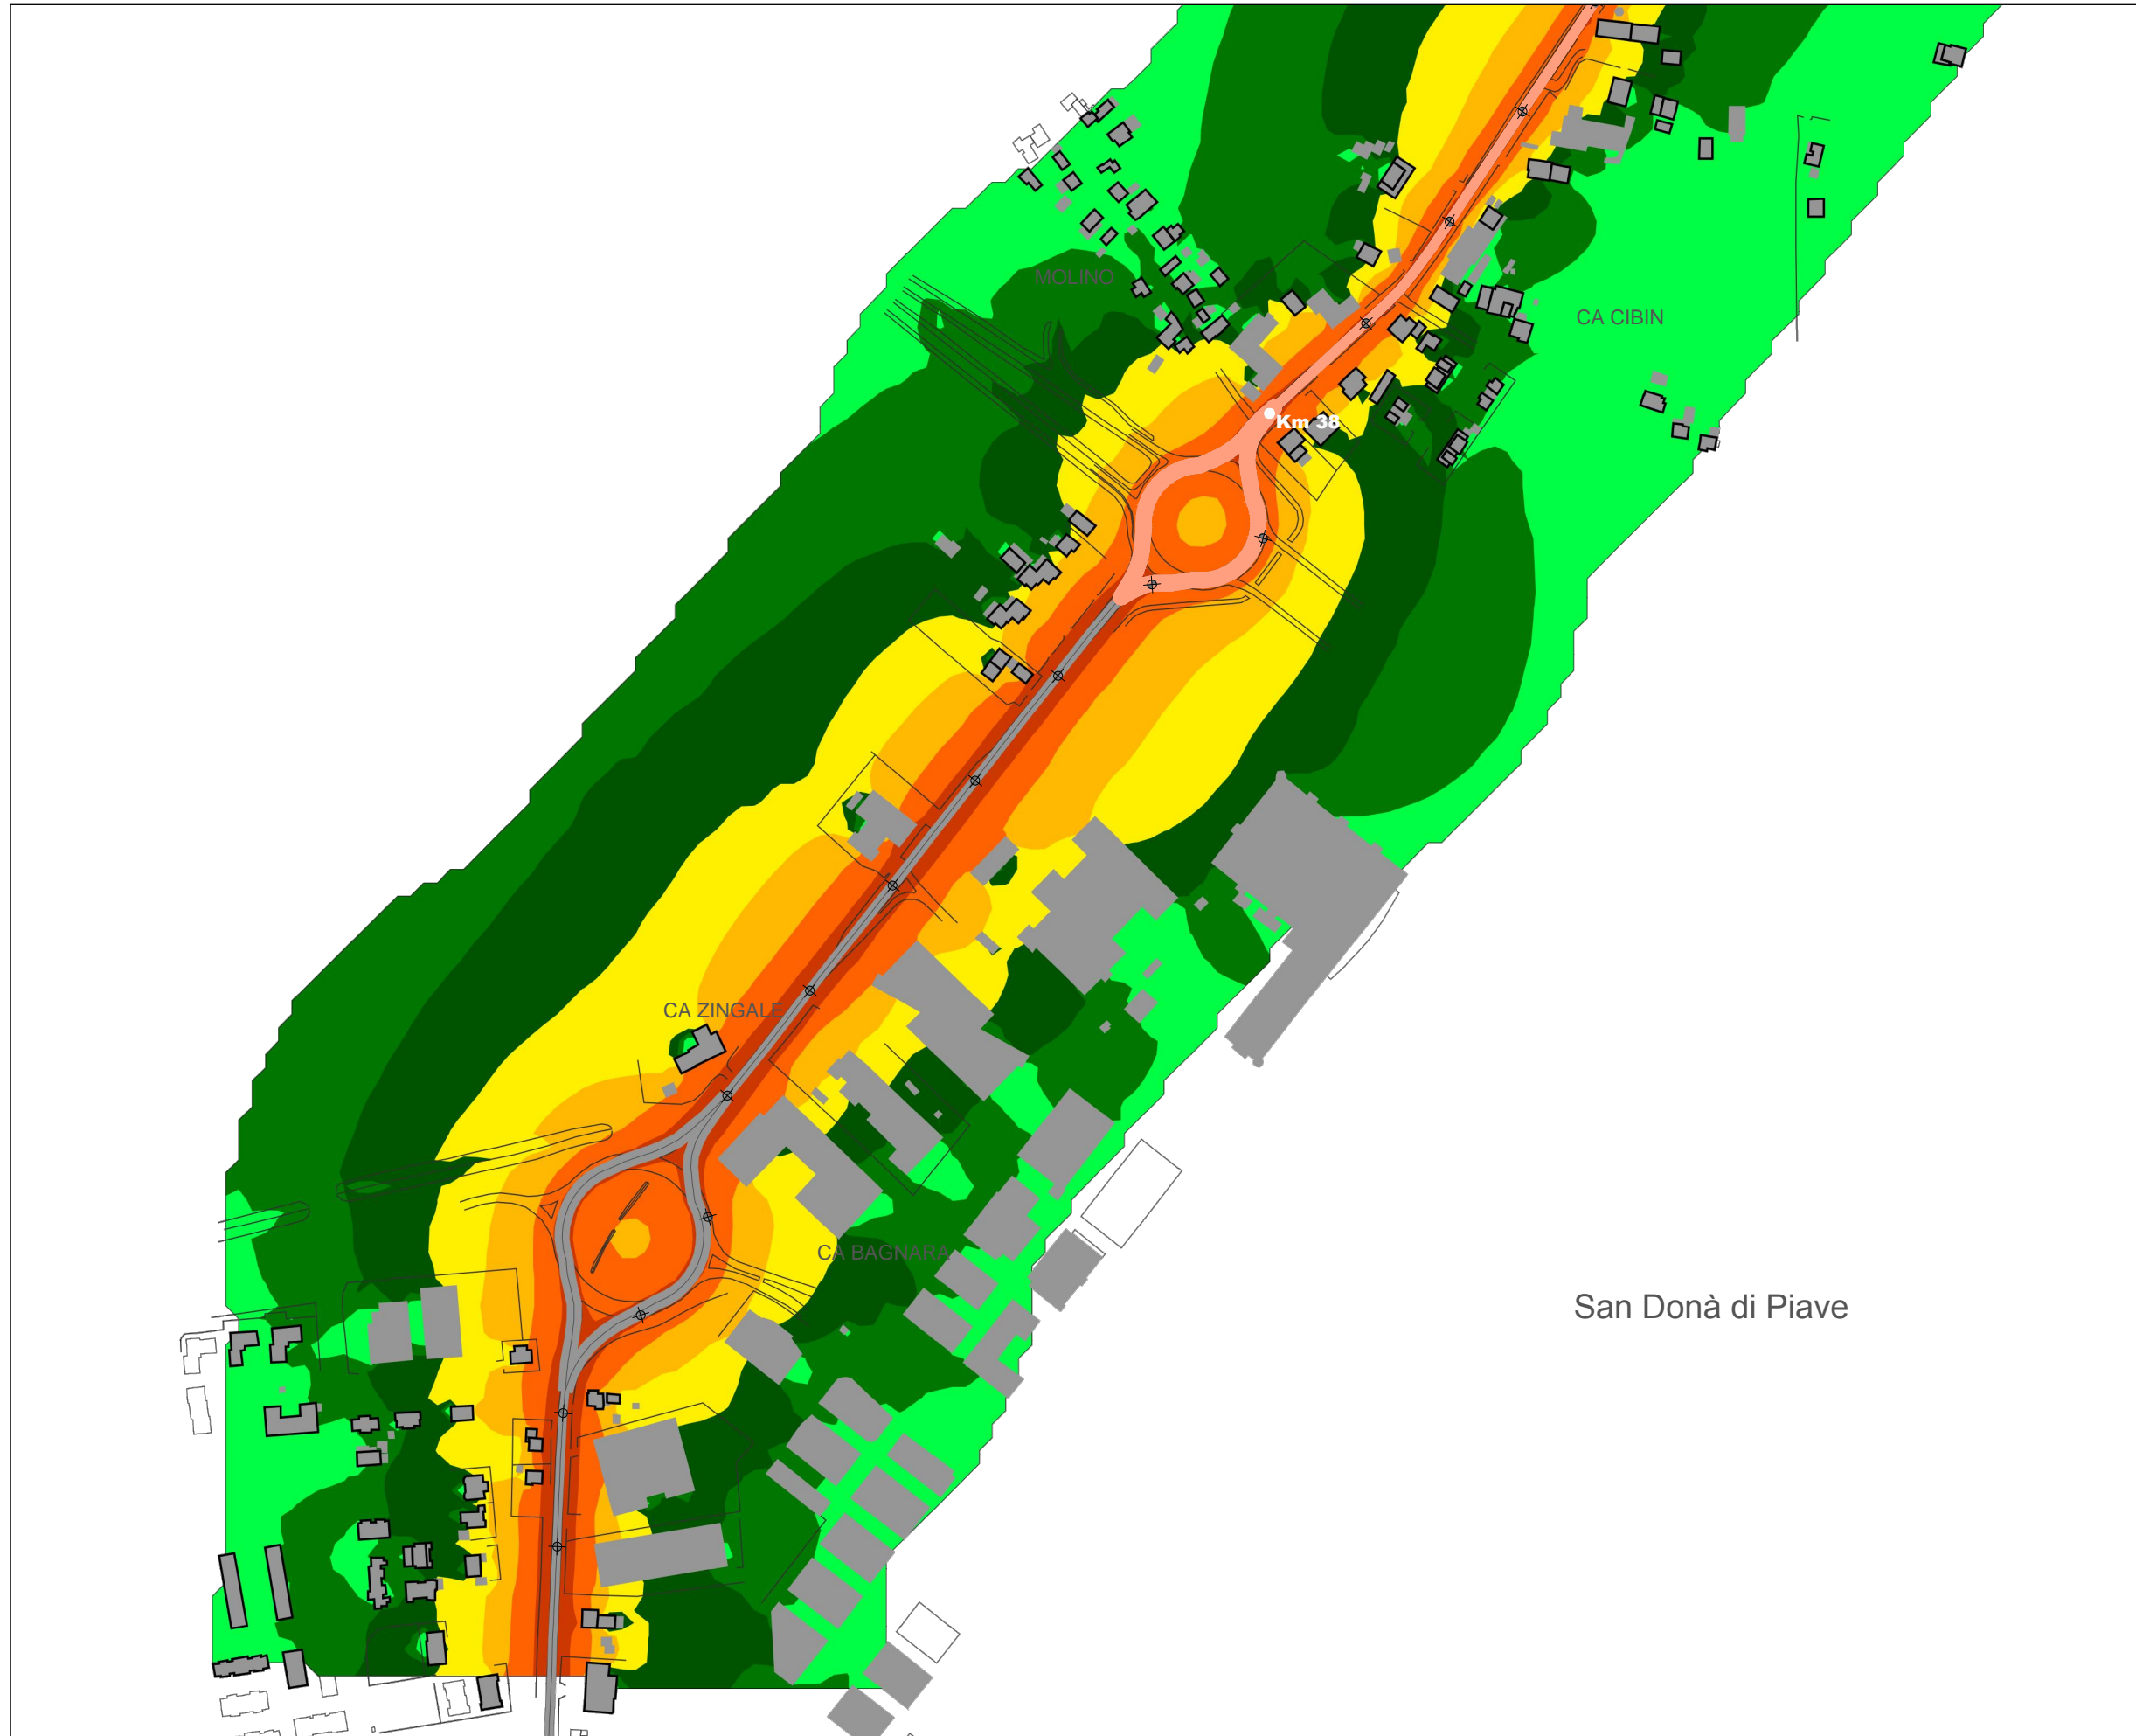 MOLINO
CA CIBIN
Km 38
CA ZINGALE
CA BAGNARA
San Donà di Piave